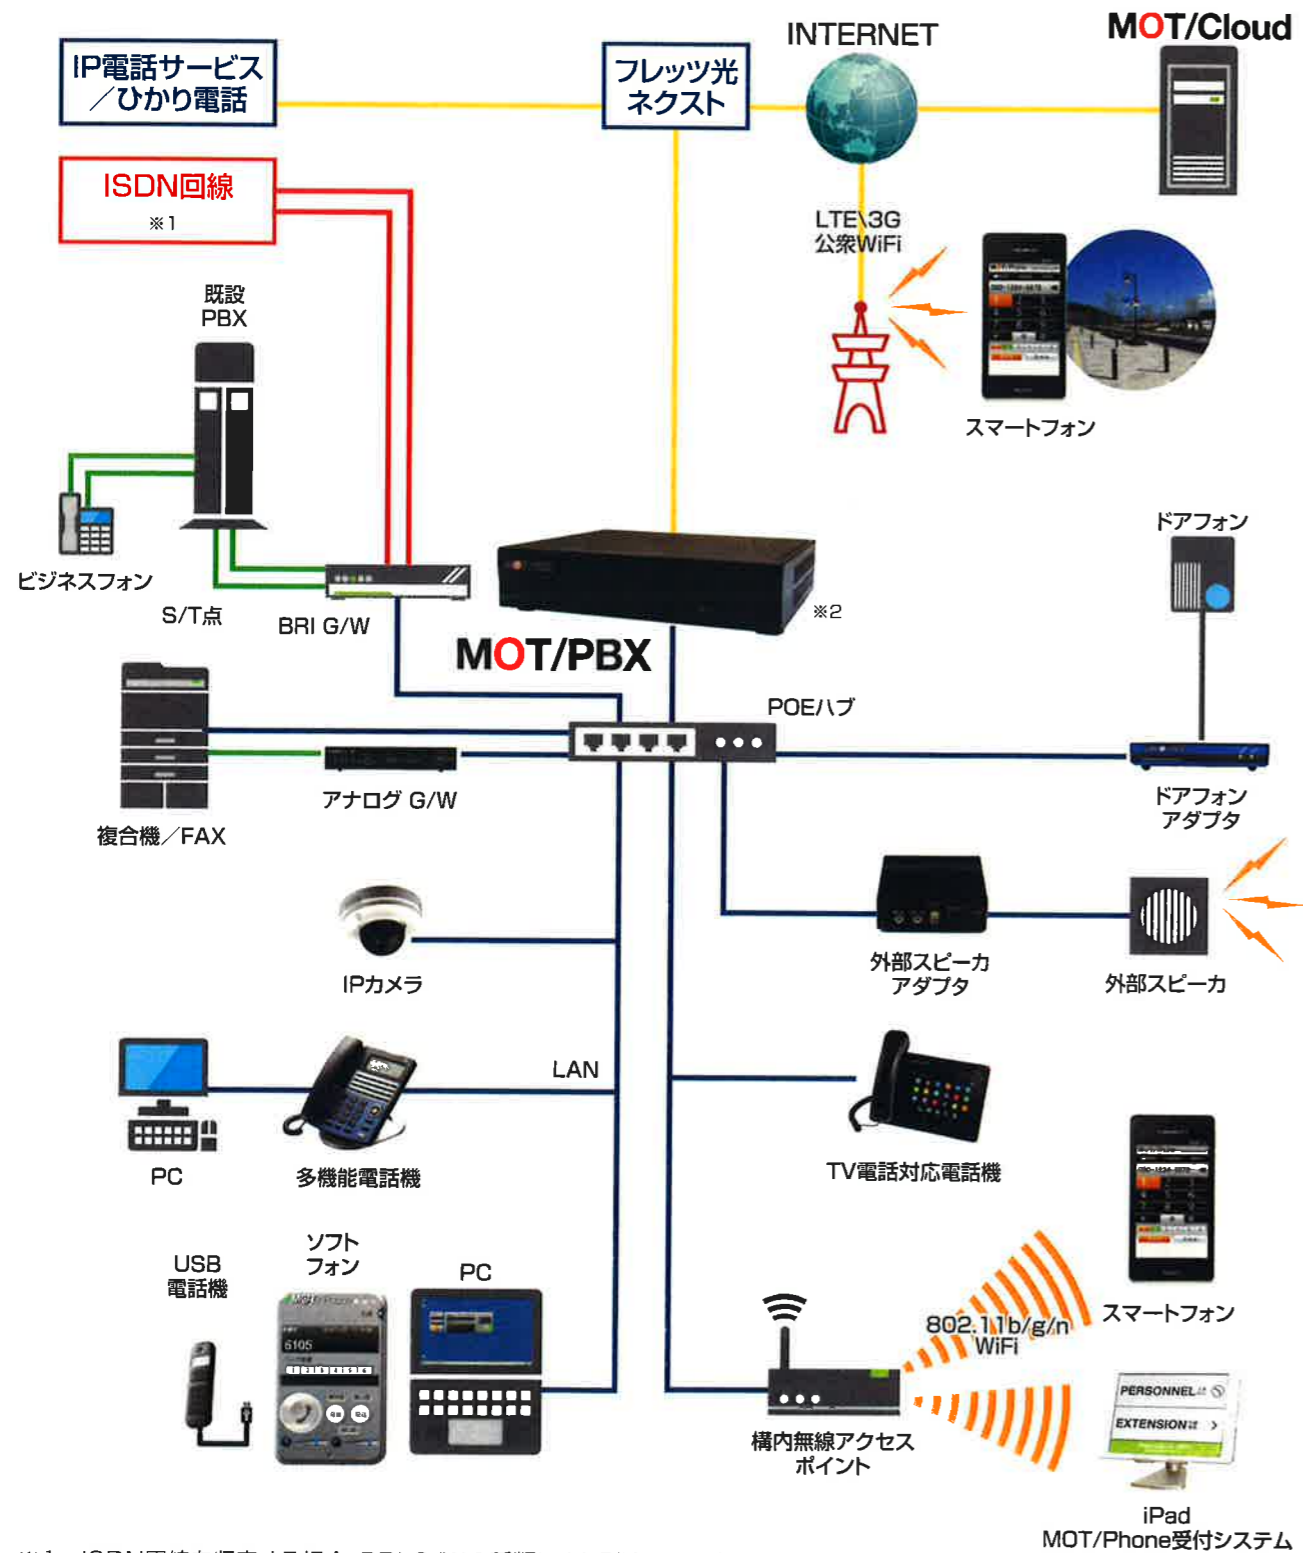 INTERNET
MOT/Cloud
IP電話サービス
／ひかり電話
フレッツ光
ネクスト
ISDN回線
※1
LTE\3G
公衆WiFi
スマートフォン
既設
PBX
ビジネスフォン
S/T点
BRI G/W
※2
MOT/PBX
ドアフォン
POEハブ
ドアフォン
アダプタ
アナログ G/W
複合機／FAX
IPカメラ
外部スピーカ
アダプタ
外部スピーカ
LAN
PC
多機能電話機
TV電話対応電話機
USB
電話機
ソフト
フォン
PC
6105
スマートフォン
802.11b/g/n
WiFi
PERSONNEL
EXTENSION
構内無線アクセス
ポイント
iPad
MOT/Phone受付システム